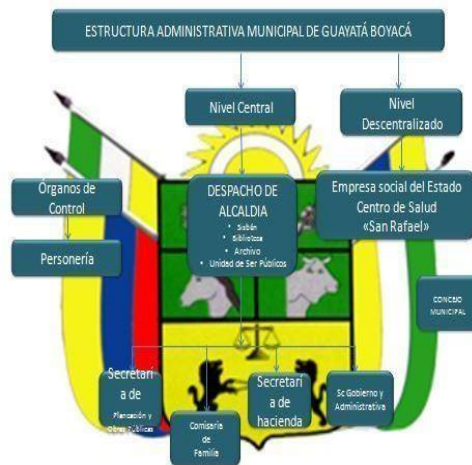 ESTRUCTURA ADMINISTRATIVA MUNICIPAL DE GUAYATÁ BOYACÁ
Nivel Central
Nivel
Descentralizado
Órganos de
Control
DESPACHO DE
ALCALDIA
• Sisbén
• Biblioteca
• Archivo
• Unidad de Ser Públicos
Empresa social del Estado
Centro de Salud
«San Rafael»
Personería
CONCEJO
MUNICIPAL
Secretarí
a de
Planeación y
Obras Públicas
Comisaria
de
Familia
Secretarí
a de
hacienda
Sc Gobierno y
Administrativa